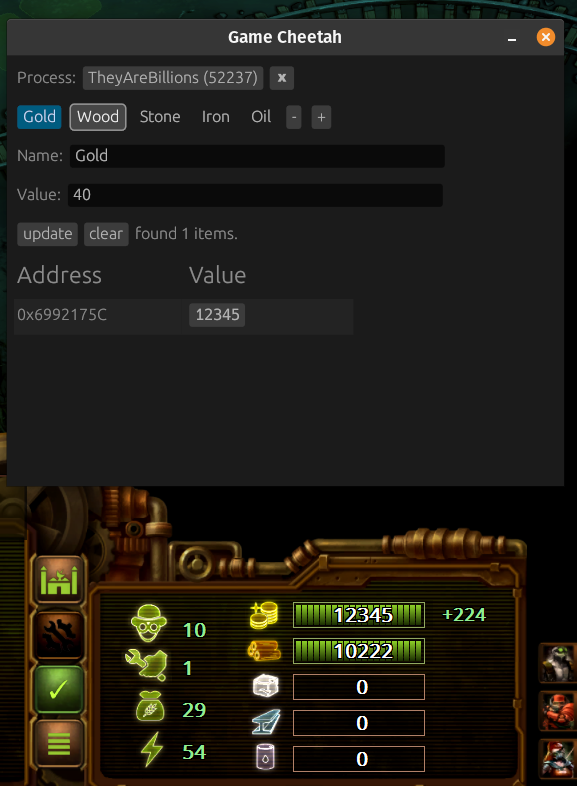 Game Cheetah
Process: TheyAreBillions (52237) x
Gold Wood Stone Iron Oil - +
Name: Gold
Value: 40
update clear found 1 items.
Address Value
0x6992175C 12345
10 12345 +224
1 10222
29 0
54 0
0